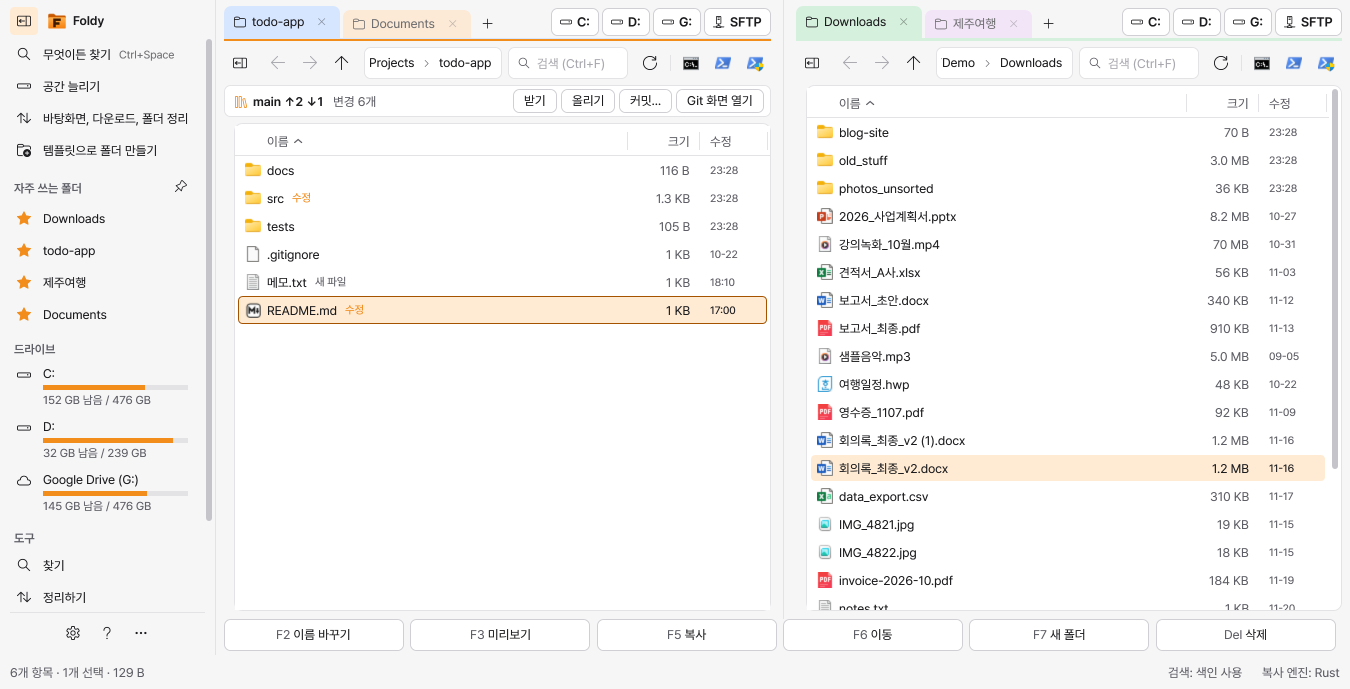 Foldy
무엇이든 찾기 Ctrl+Space
공간 늘리기
바탕화면, 다운로드, 폴더 정리
템플릿으로 폴더 만들기
자주 쓰는 폴더
Downloads
todo-app
제주여행
Documents
드라이브
C:
152 GB 남음 / 476 GB
D:
32 GB 남음 / 239 GB
Google Drive (G:)
145 GB 남음 / 476 GB
도구
찾기
정리하기
?
todo-app × Documents × + C: D: G: SFTP
Projects > todo-app 검색 (Ctrl+F)
main ↑2 ↓1 변경 6개 받기 올리기 커밋... Git 화면 열기
이름 크기 수정
docs 116 B 23:28
src 수정 1.3 KB 23:28
tests 105 B 23:28
.gitignore 1 KB 10-22
메모.txt 새 파일 1 KB 18:10
README.md 수정 1 KB 17:00
Downloads × 제주여행 × + C: D: G: SFTP
Demo > Downloads 검색 (Ctrl+F)
이름 크기 수정
blog-site 70 B 23:28
old_stuff 3.0 MB 23:28
photos_unsorted 36 KB 23:28
2026_사업계획서.pptx 8.2 MB 10-27
강의녹화_10월.mp4 70 MB 10-31
견적서_A사.xlsx 56 KB 11-03
보고서_초안.docx 340 KB 11-12
보고서_최종.pdf 910 KB 11-13
샘플음악.mp3 5.0 MB 09-05
여행일정.hwp 48 KB 10-22
영수증_1107.pdf 92 KB 11-09
회의록_최종_v2 (1).docx 1.2 MB 11-16
회의록_최종_v2.docx 1.2 MB 11-16
data_export.csv 310 KB 11-17
IMG_4821.jpg 19 KB 11-15
IMG_4822.jpg 18 KB 11-15
invoice-2026-10.pdf 184 KB 11-19
notes.txt 1 KB 11-20
F2 이름 바꾸기 F3 미리보기 F5 복사 F6 이동 F7 새 폴더 Del 삭제
6개 항목 · 1개 선택 · 129 B 검색: 색인 사용 복사 엔진: Rust